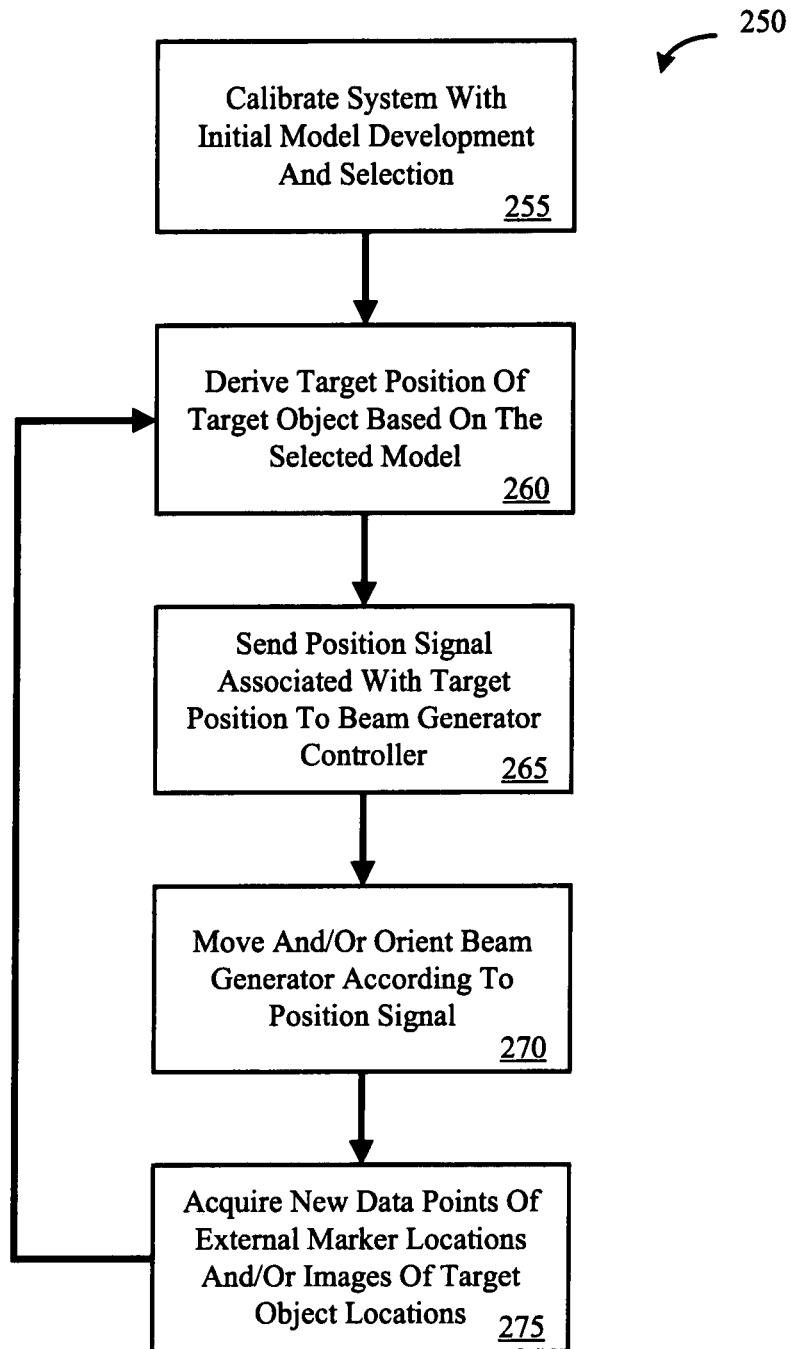 250
Calibrate System With
Initial Model Development
And Selection
255
Derive Target Position Of
Target Object Based On The
Selected Model
260
Send Position Signal
Associated With Target
Position To Beam Generator
Controller
265
Move And/Or Orient Beam
Generator According To
Position Signal
270
Acquire New Data Points Of
External Marker Locations
And/Or Images Of Target
Object Locations
275